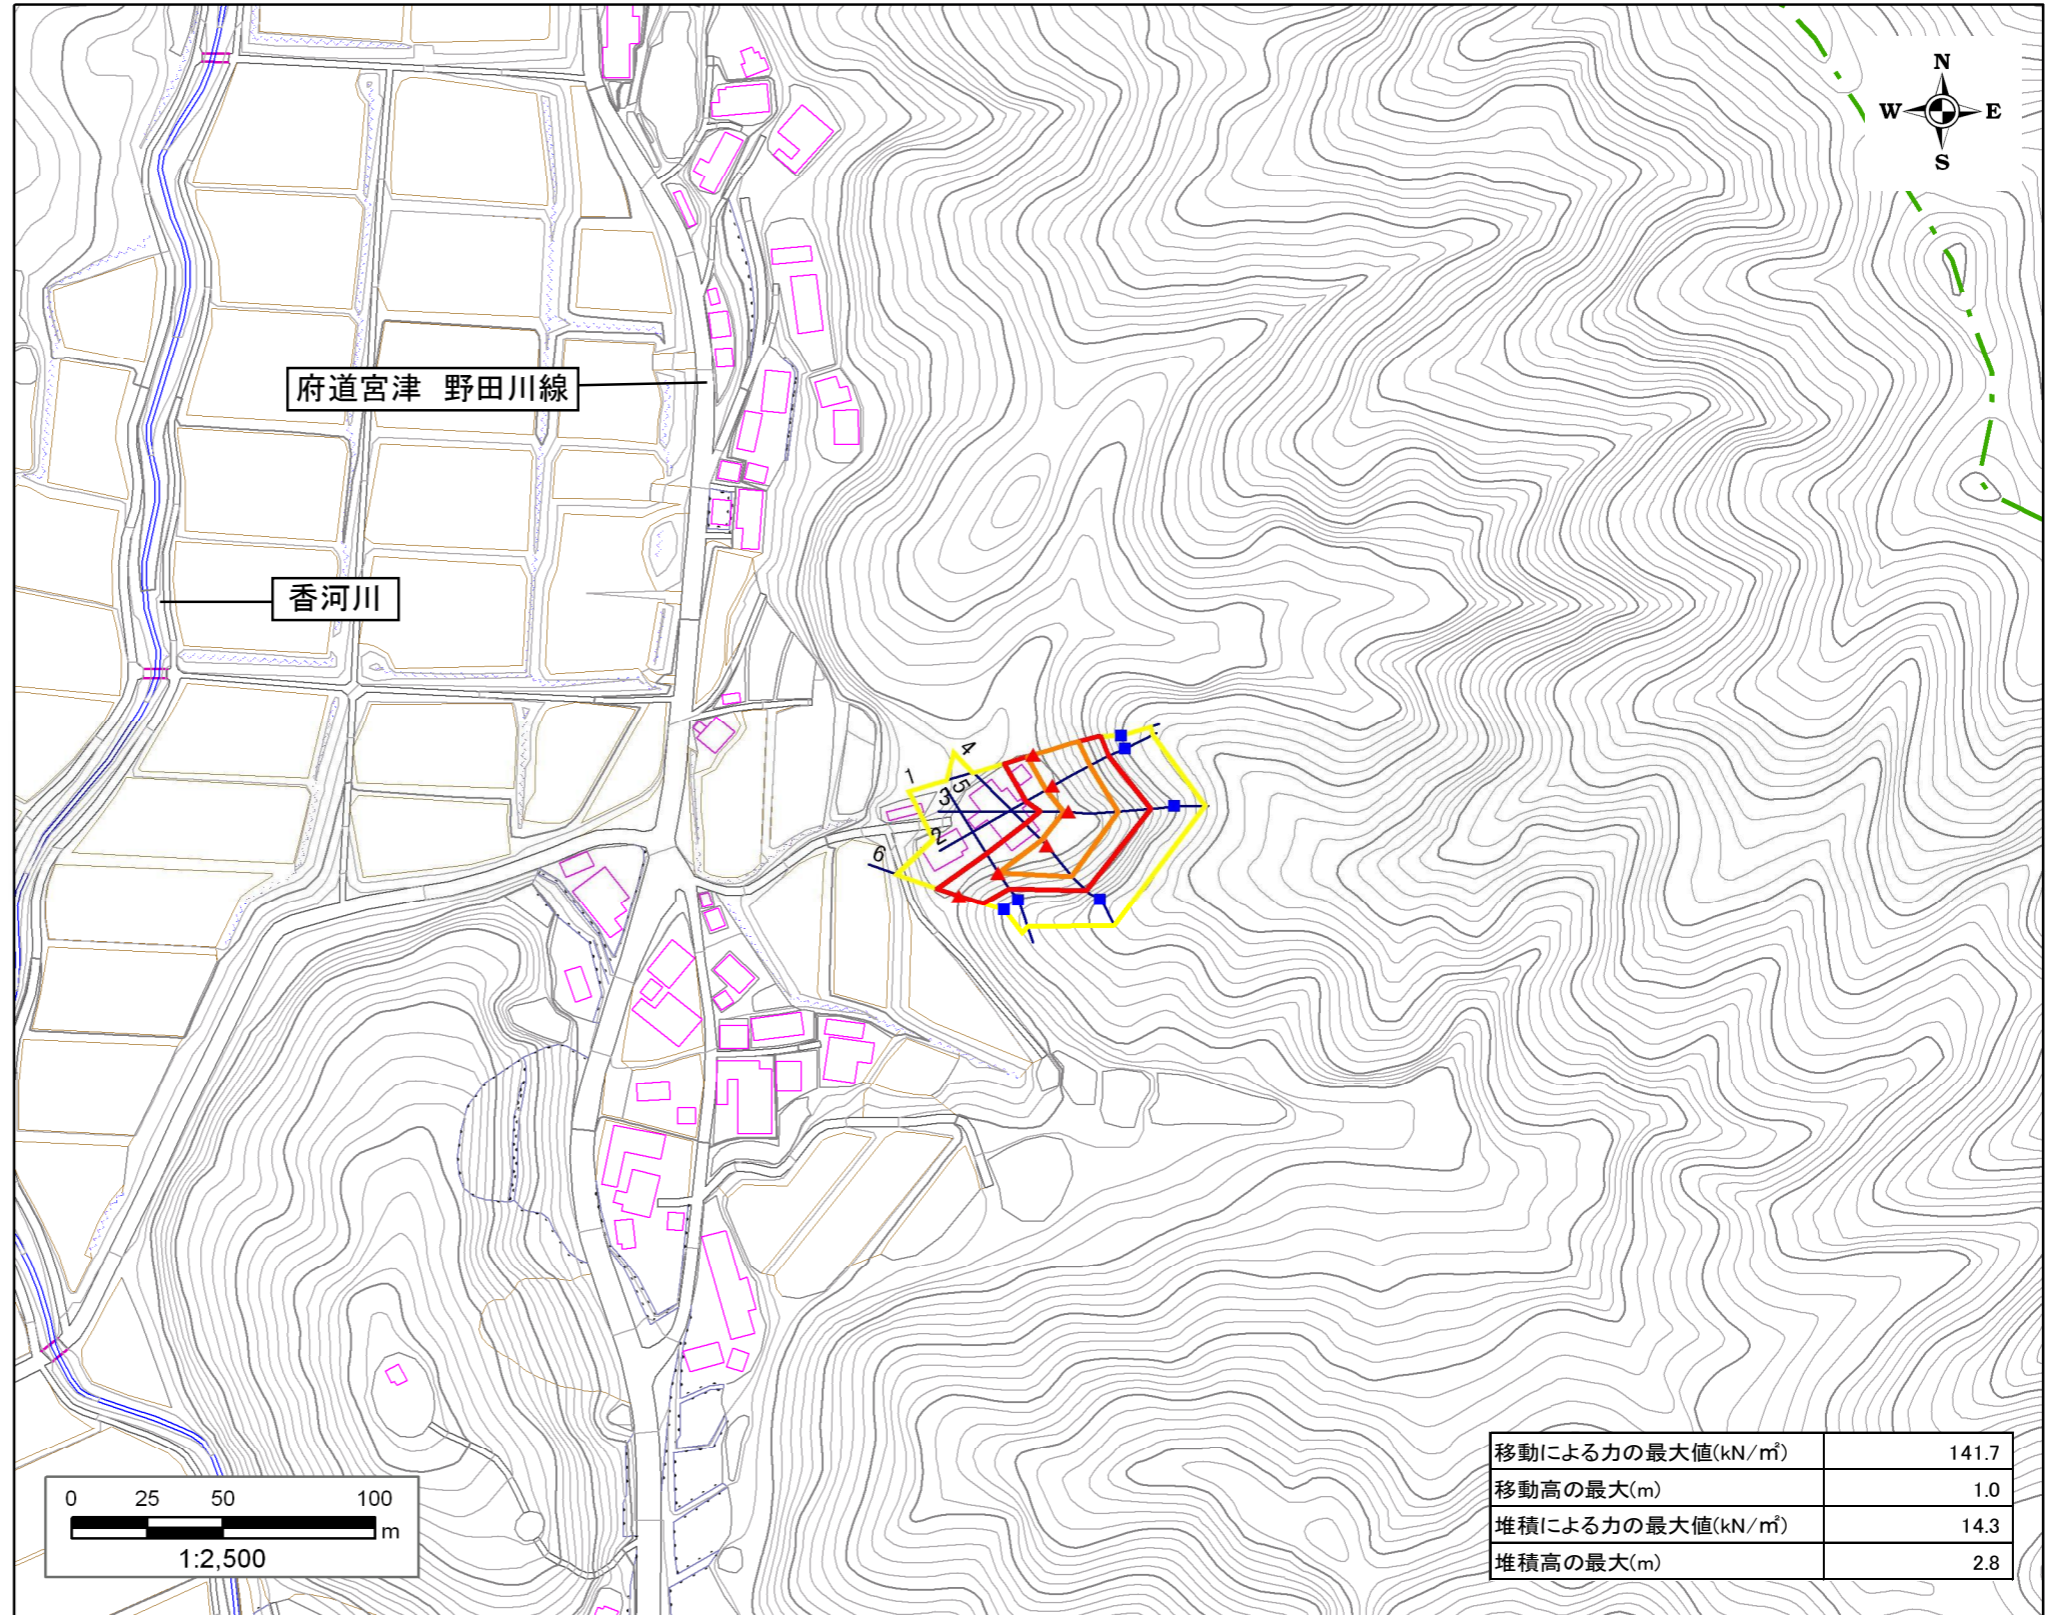 N
W E
S
府道宮津　野田川線
香河川
4
1
5
3
2
6
移動による力の最大値(kN/㎡) 141.7
移動高の最大(m) 1.0
堆積による力の最大値(kN/㎡) 14.3
堆積高の最大(m) 2.8
0 25 50 100
m
1:2,500